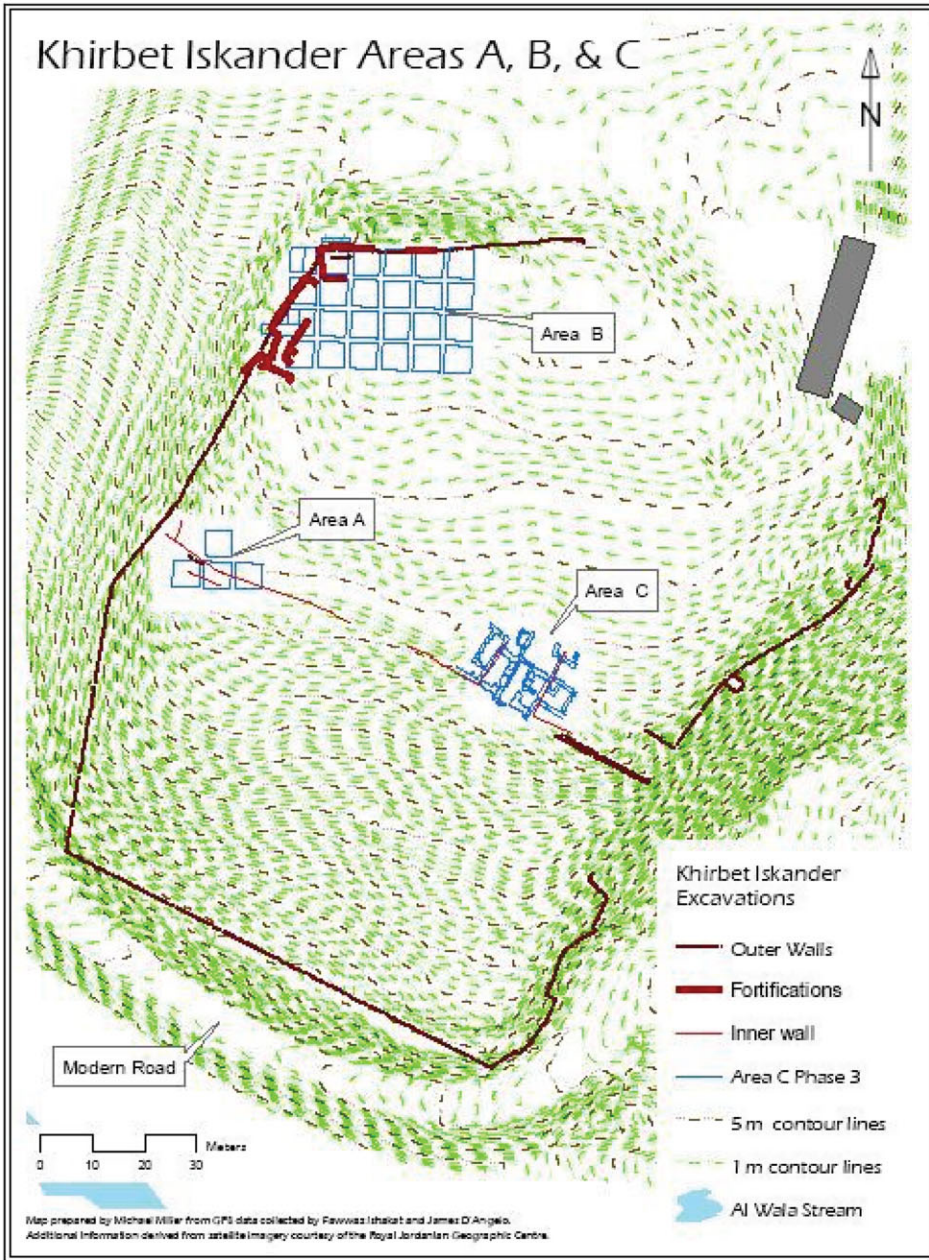 Khirbet Iskander Areas A, B, & C
N
Area B
Area A
Area C
Khirbet Iskander
Excavations
Outer Walls
Fortifications
Inner wall
Area C Phase 3
5 m contour lines
1 m contour lines
Al Wala Stream
Modern Road
Meters
0 10 20 30
Map prepared by Michael Miller from GPS data collected by Fawwaz Ishakat and James D'Angelo.
Additional information derived from satellite imagery courtesy of the Royal Jordanian Geographic Centre.